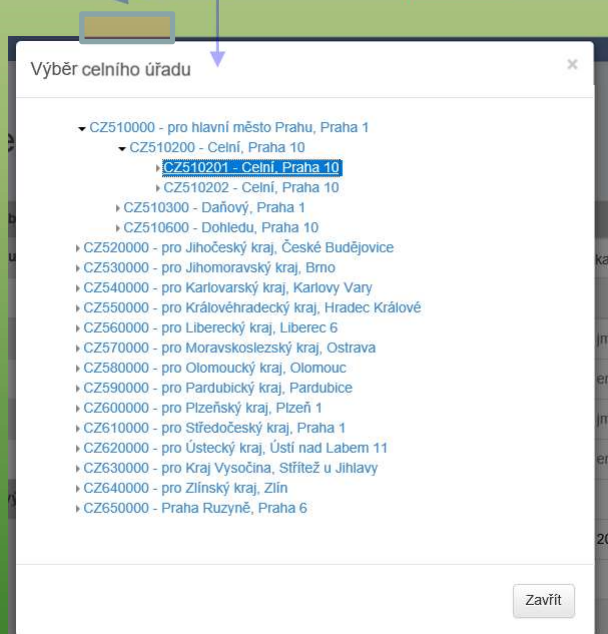 Výběr celního úřadu
×
CZ510000 - pro hlavní město Prahu, Praha 1
CZ510200 - Celní, Praha 10
CZ510201 - Celní, Praha 10
CZ510202 - Celní, Praha 10
CZ510300 - Daňový, Praha 1
CZ510600 - Dohledu, Praha 10
CZ520000 - pro Jihočeský kraj, České Budějovice
CZ530000 - pro Jihomoravský kraj, Brno
CZ540000 - pro Karlovarský kraj, Karlovy Vary
CZ550000 - pro Královéhradecký kraj, Hradec Králové
CZ560000 - pro Liberecký kraj, Liberec 6
CZ570000 - pro Moravskoslezský kraj, Ostrava
CZ580000 - pro Olomoucký kraj, Olomouc
CZ590000 - pro Pardubický kraj, Pardubice
CZ600000 - pro Plzeňský kraj, Plzeň 1
CZ610000 - pro Středočeský kraj, Praha 1
CZ620000 - pro Ústecký kraj, Ústí nad Labem 11
CZ630000 - pro Kraj Vysočina, Střítež u Jihlavy
CZ640000 - pro Zlínský kraj, Zlín
CZ650000 - Praha Ruzyně, Praha 6
Zavřít